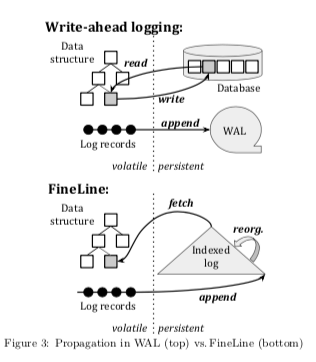 Write-ahead logging:
Data
structure
read
write
Database
append
WAL
Log records
volatile
persistent
FineLine:
Data
structure
fetch
reorg.
Indexed
log
append
Log records
volatile
persistent
Figure 3: Propagation in WAL (top) vs. FineLine (bottom)